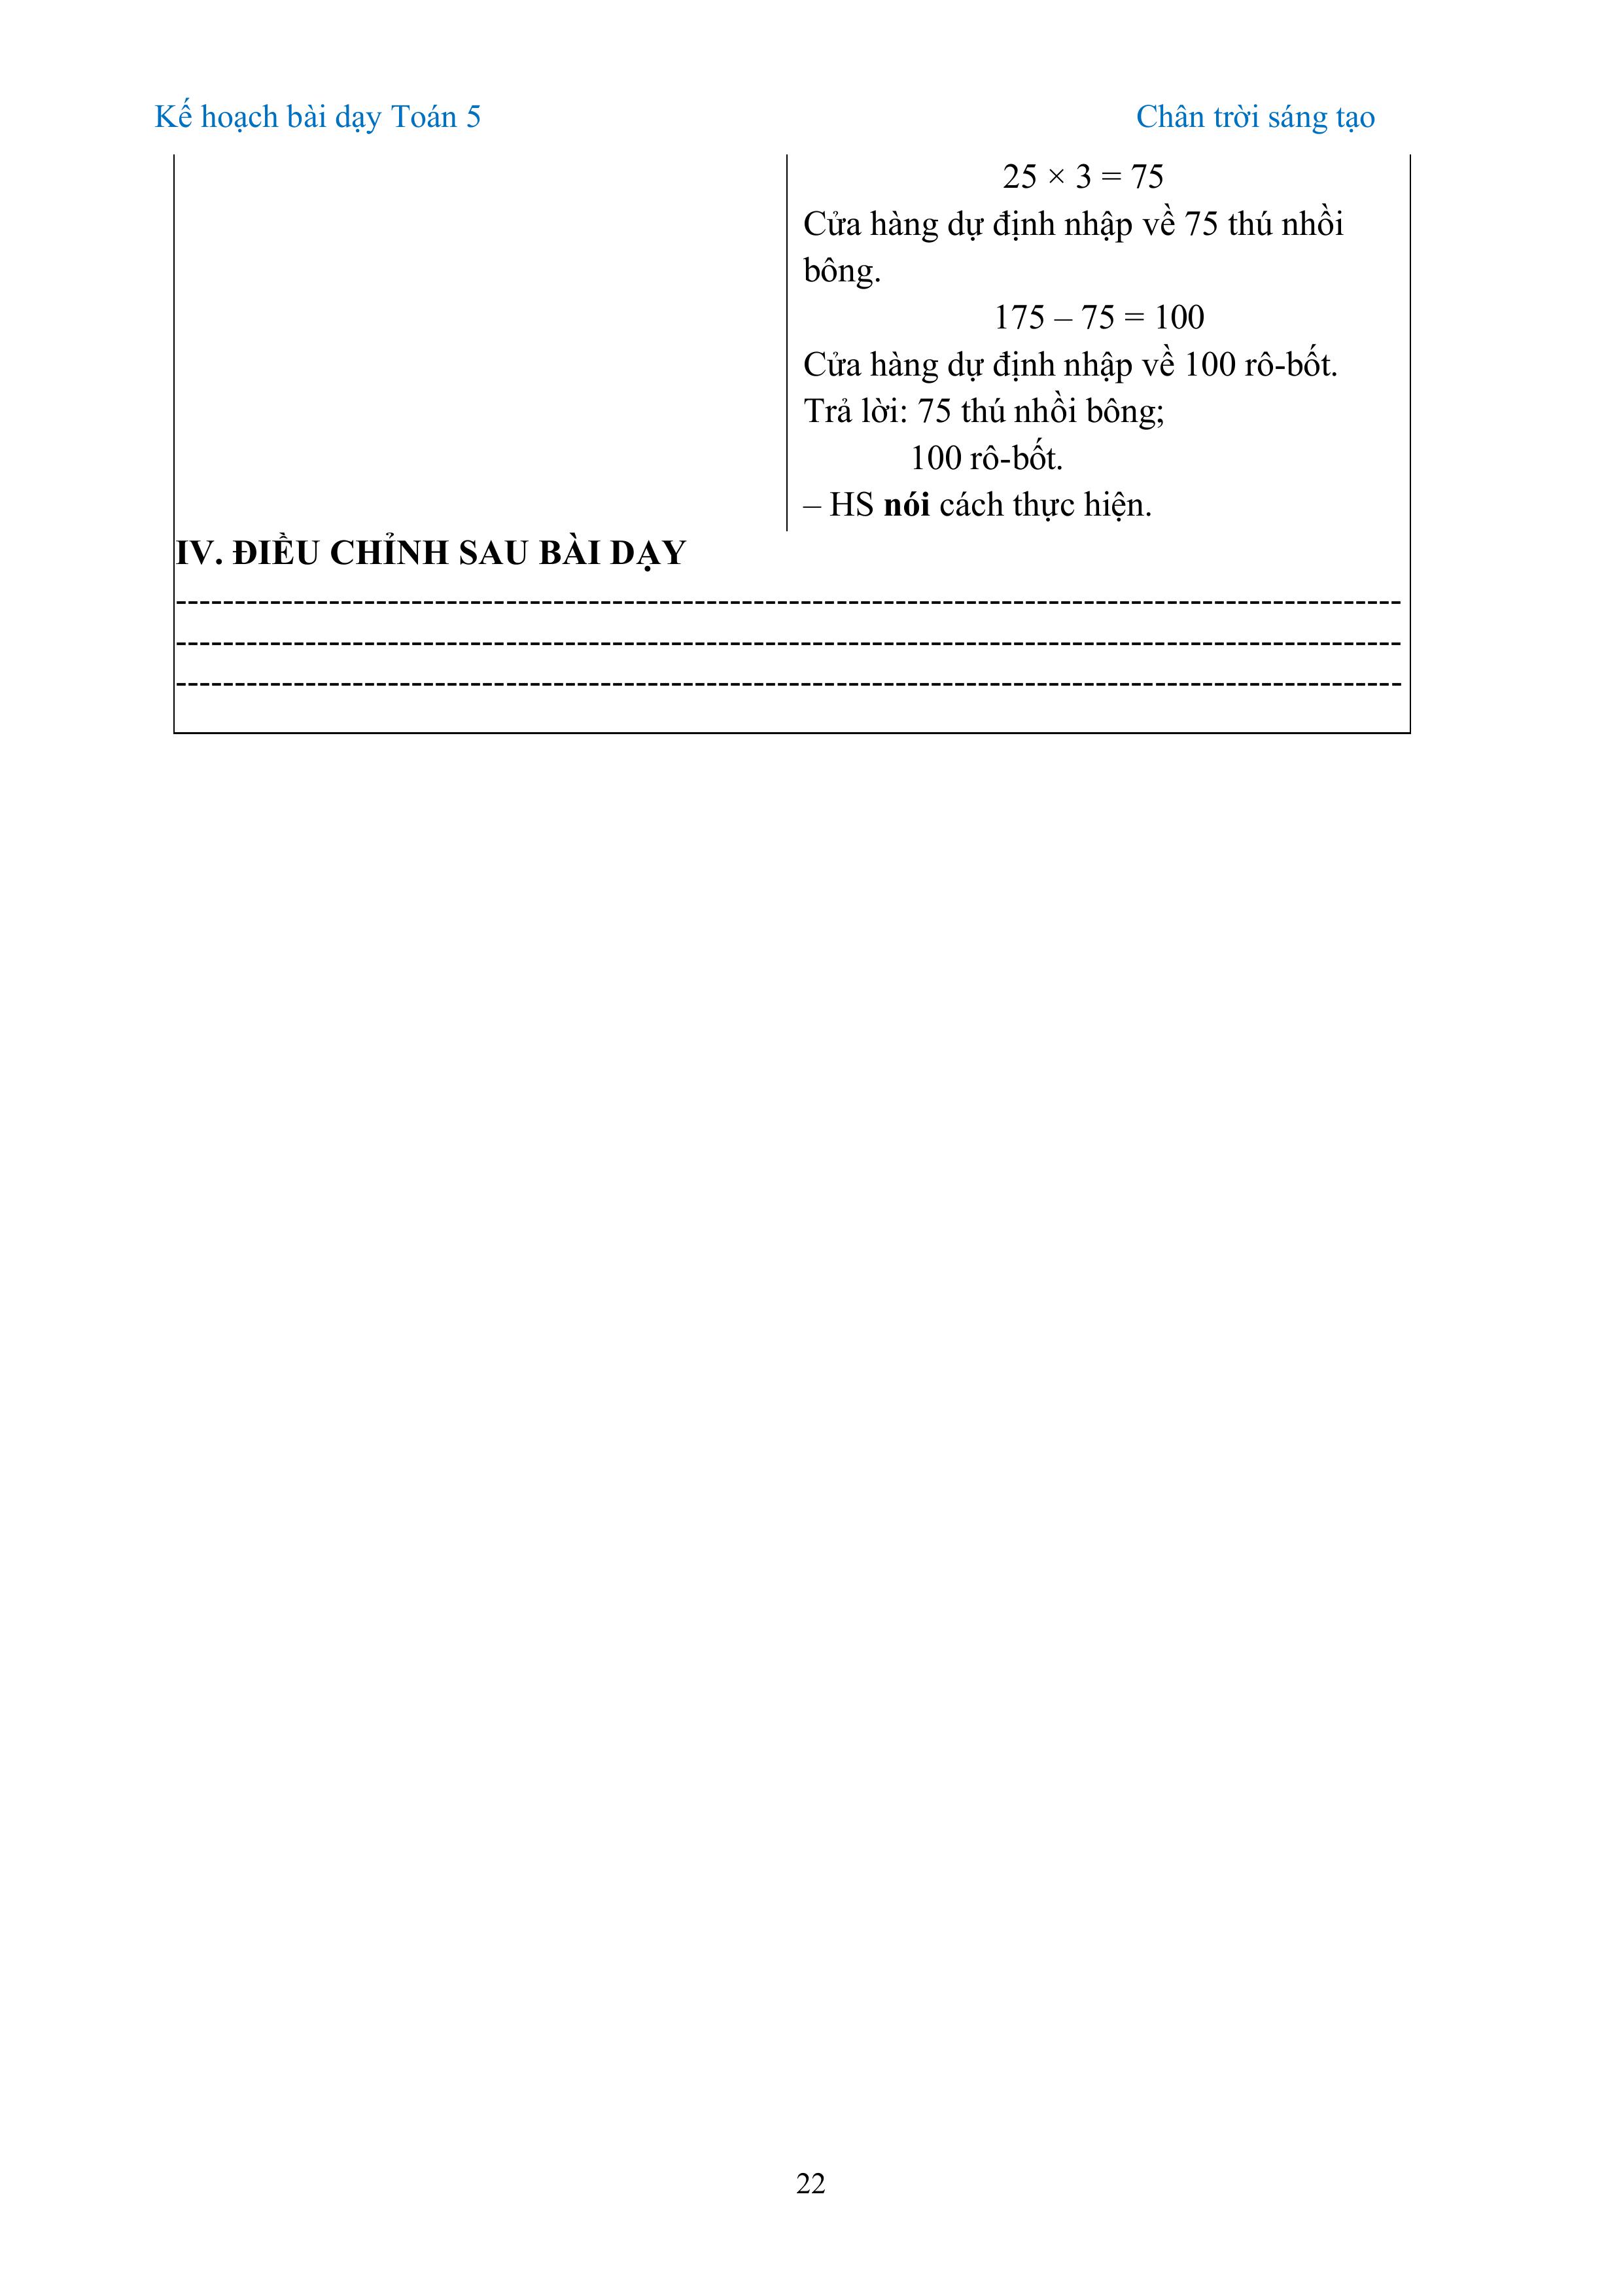 Kế hoạch bài dạy Toán 5 Chân trời sáng tạo
25 × 3 = 75
Cửa hàng dự định nhập về 75 thú nhồi
bông.
175 – 75 = 100
Cửa hàng dự định nhập về 100 rô-bốt.
Trả lời: 75 thú nhồi bông;
100 rô-bốt.
– HS nói cách thực hiện.
IV. ĐIỀU CHỈNH SAU BÀI DẠY
22